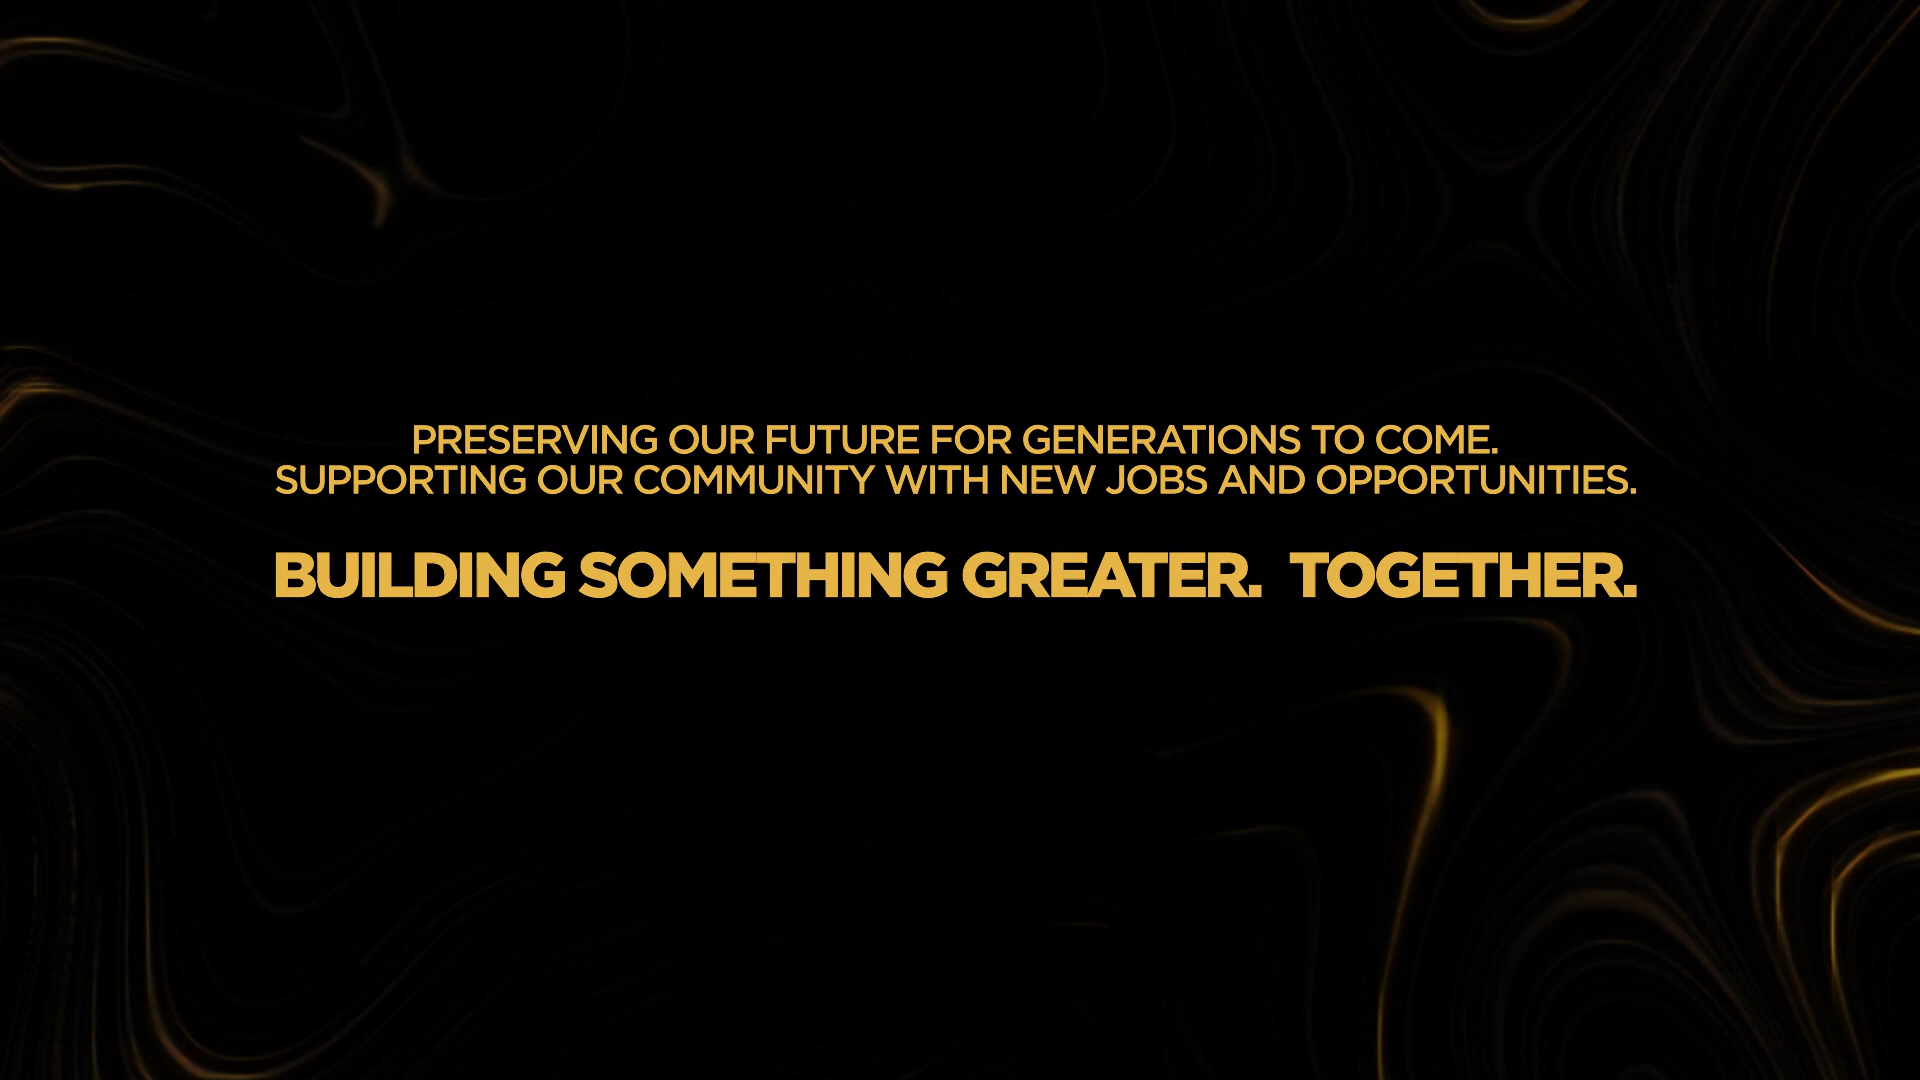 PRESERVING OUR FUTURE FOR GENERATIONS TO COME.
SUPPORTING OUR COMMUNITY WITH NEW JOBS AND OPPORTUNITIES.
BUILDING SOMETHING GREATER.  TOGETHER.